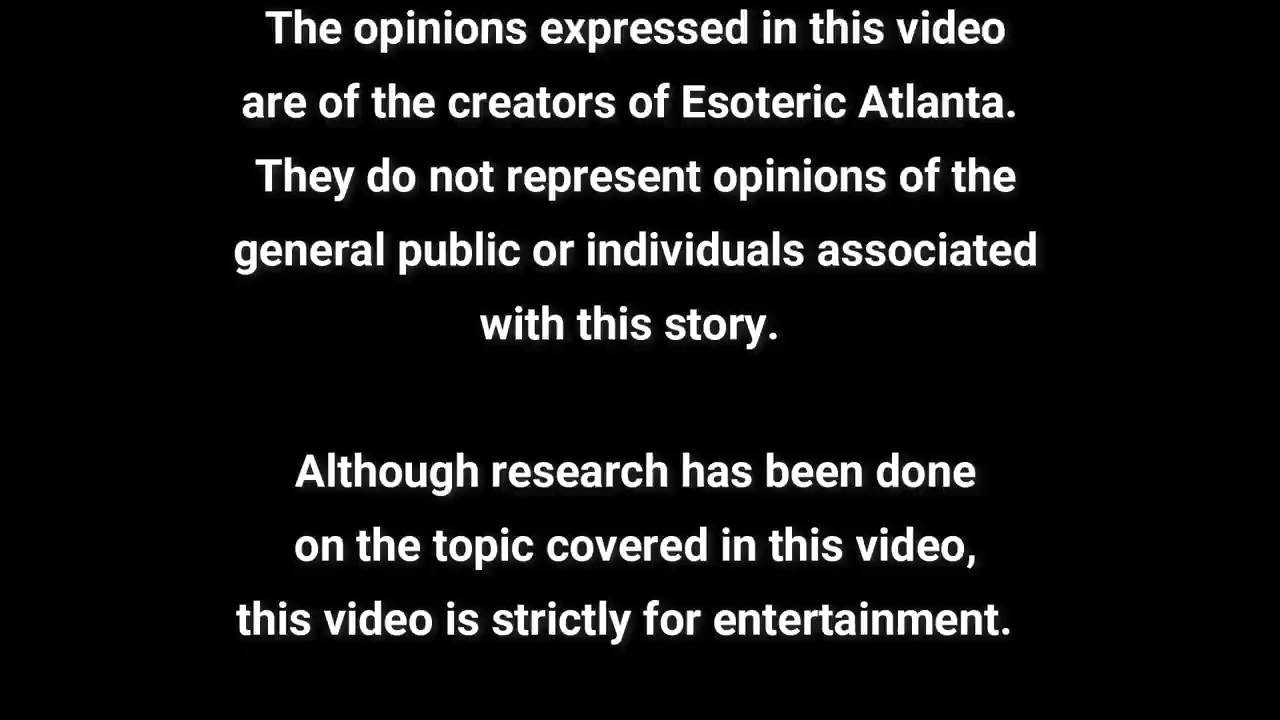 The opinions expressed in this video
are of the creators of Esoteric Atlanta.
They do not represent opinions of the
general public or individuals associated
with this story.
Although research has been done
on the topic covered in this video,
this video is strictly for entertainment.